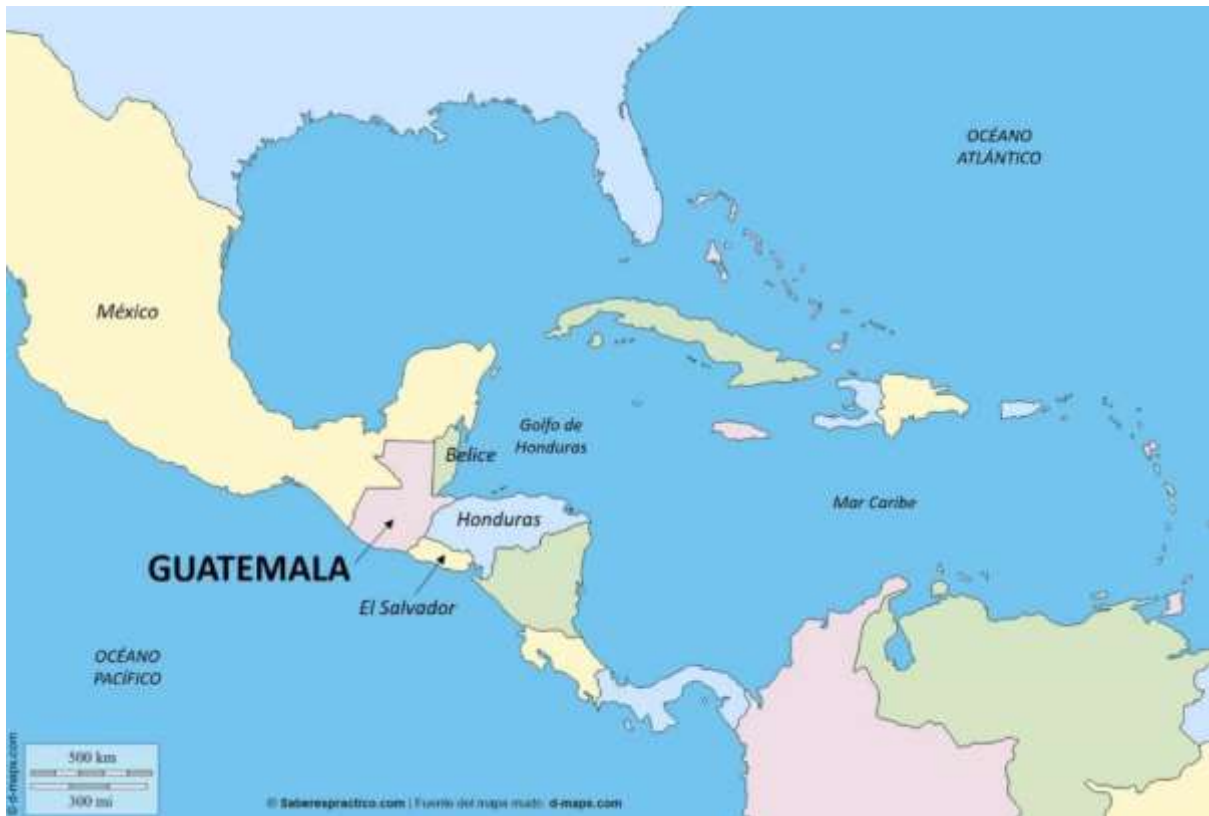 OCÉANO
ATLÁNTICO
México
Golfo de
Honduras
Belice
Mar Caribe
Honduras
GUATEMALA
El Salvador
OCÉANO
PACÍFICO
500 km
300 mi
© d-maps.com
© Saberespractico.com | Fuente del mapa mudo: d-maps.com